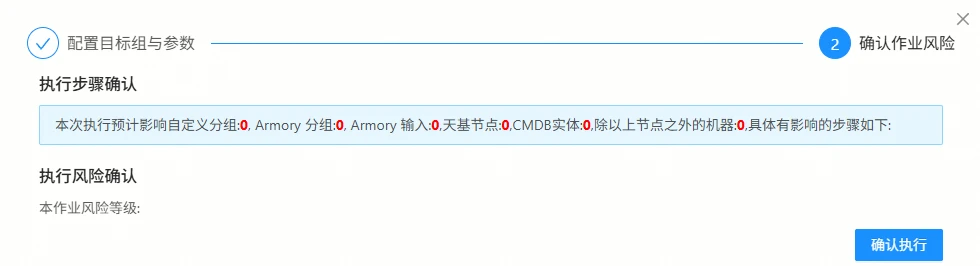 配置目标组与参数
2 确认作业风险
执行步骤确认
本次执行预计影响自定义分组:0, Armory 分组:0, Armory 输入:0,天基节点:0,CMDB实体:0,除以上节点之外的机器:0,具体有影响的步骤如下:
执行风险确认
本作业风险等级:
确认执行